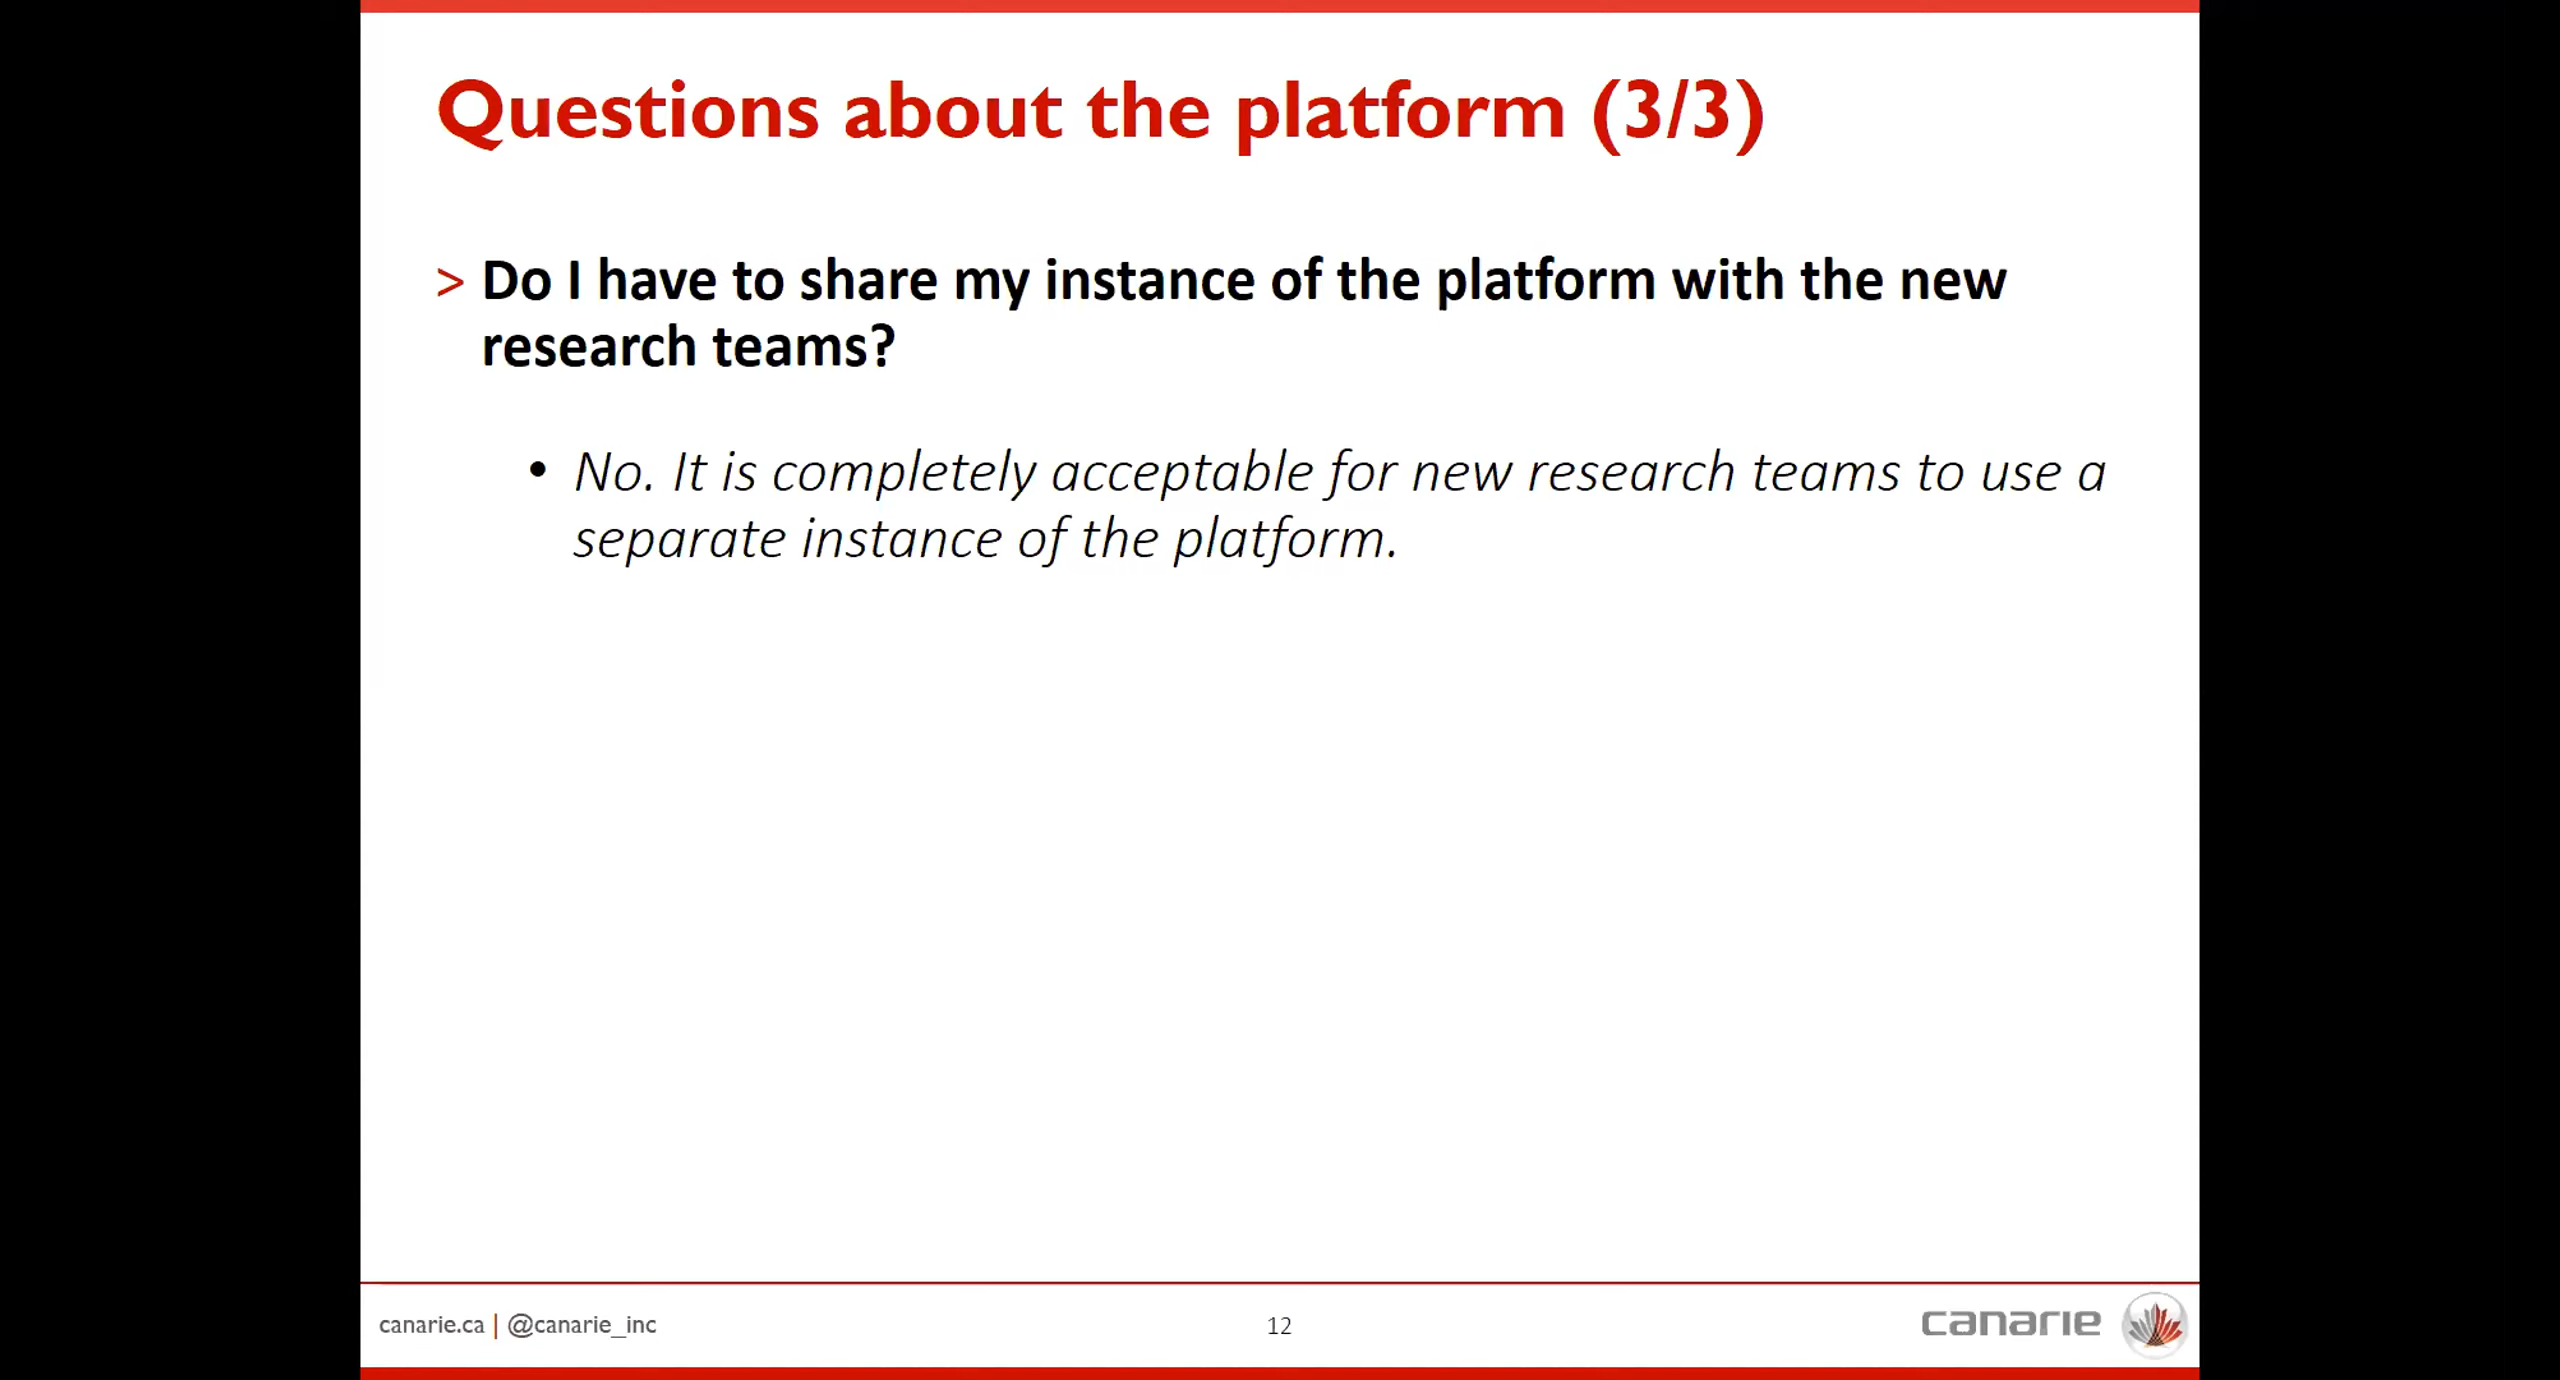 Questions about the platform (3/3)
> Do I have to share my instance of the platform with the new
research teams?
• No. It is completely acceptable for new research teams to use a
separate instance of the platform.
canarie.ca | @canarie_inc
12
canarie